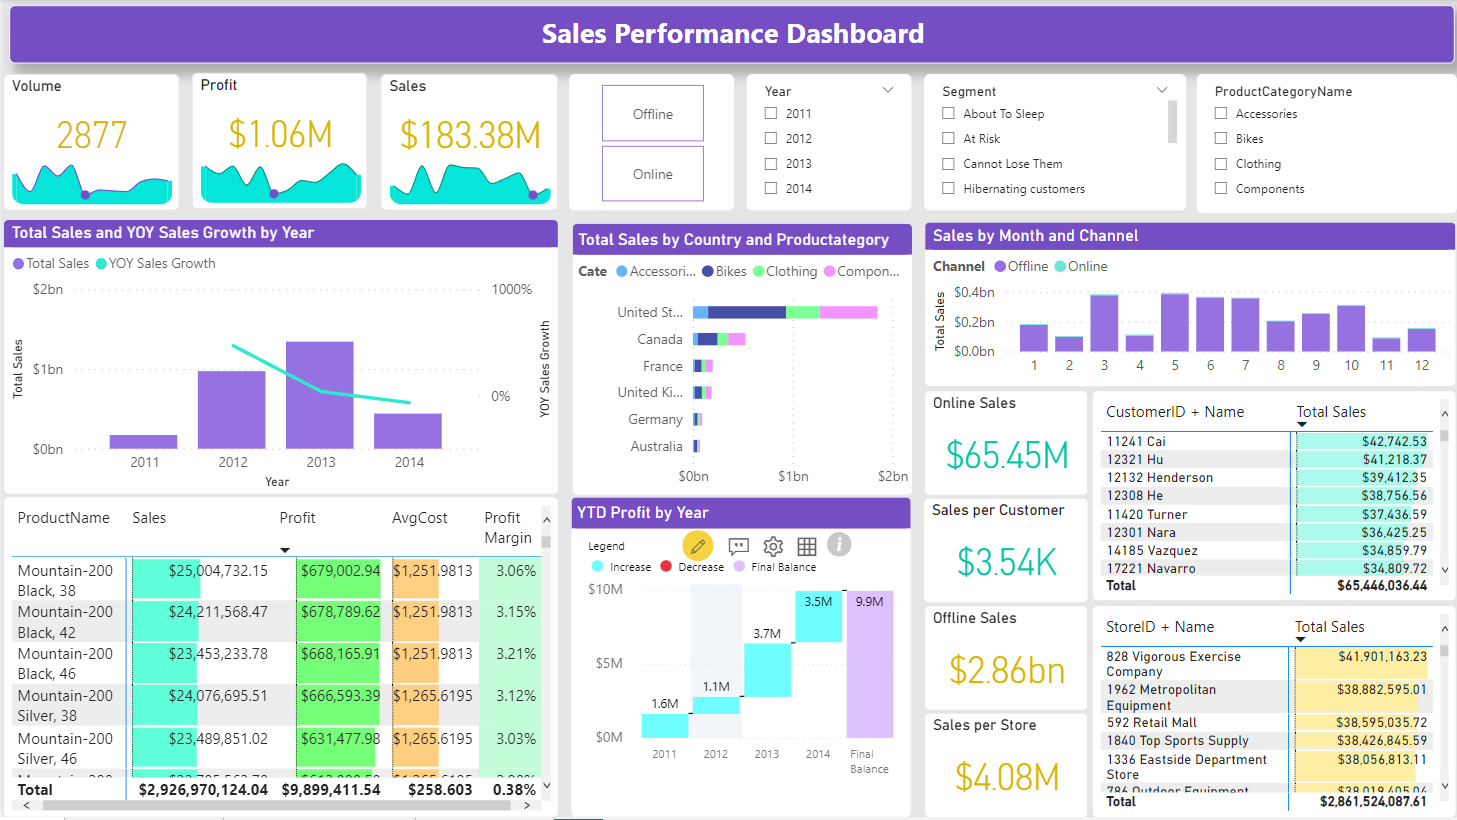 Sales Performance Dashboard
Volume
2877
Profit
$1.06M
Sales
$183.38M
Offline
Online
Year
2011
2012
2013
2014
Segment
About To Sleep
At Risk
Cannot Lose Them
Hibernating customers
ProductCategoryName
Accessories
Bikes
Clothing
Components
Total Sales and YOY Sales Growth by Year
Total Sales YOY Sales Growth
$2bn
$1bn
$0bn
1000%
0%
Total Sales
YOY Sales Growth
2011 2012 2013 2014
Year
Total Sales by Country and Productategory
Cate Accessori... Bikes Clothing Compon...
United St...
Canada
France
United Ki...
Germany
Australia
$0bn $1bn $2bn
Sales by Month and Channel
Channel Offline Online
Total Sales
$0.4bn
$0.2bn
$0.0bn
1 2 3 4 5 6 7 8 9 10 11 12
ProductName Sales Profit AvgCost Profit Margin
Mountain-200 Black, 38 $25,004,732.15 $679,002.94 $1,251.9813 3.06%
Mountain-200 Black, 42 $24,211,568.47 $678,789.62 $1,251.9813 3.15%
Mountain-200 Black, 46 $23,453,233.78 $668,165.91 $1,251.9813 3.21%
Mountain-200 Silver, 38 $24,076,695.51 $666,593.39 $1,265.6195 3.12%
Mountain-200 Silver, 46 $23,489,851.02 $631,477.98 $1,265.6195 3.03%
Total $2,926,970,124.04 $9,899,411.54 $258.603 0.38%
YTD Profit by Year
Legend
Increase Decrease Final Balance
$10M
$5M
$0M
1.6M
1.1M
3.7M
3.5M
9.9M
2011 2012 2013 2014 Final Balance
Online Sales
$65.45M
Sales per Customer
$3.54K
Offline Sales
$2.86bn
Sales per Store
$4.08M
CustomerID + Name Total Sales
11241 Cai $42,742.53
12321 Hu $41,218.37
12132 Henderson $39,412.35
12308 He $38,756.56
11420 Turner $37,436.59
12301 Nara $36,425.25
14185 Vazquez $34,859.79
17221 Navarro $34,809.72
Total $65,446,036.44
StoreID + Name Total Sales
828 Vigorous Exercise Company $41,901,163.23
1962 Metropolitan Equipment $38,882,595.01
592 Retail Mall $38,595,035.72
1840 Top Sports Supply $38,426,845.59
1336 Eastside Department Store $38,056,813.11
786 Outdoor Equipment $38,019,405.04
Total $2,861,524,087.61